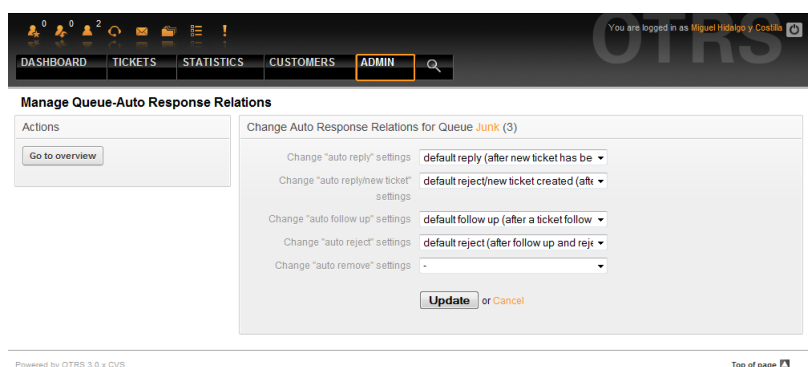 0 0 2
You are logged in as Miguel Hidalgo y Costilla
OTRS
DASHBOARD TICKETS STATISTICS CUSTOMERS ADMIN
Manage Queue-Auto Response Relations
Actions
Go to overview
Change Auto Response Relations for Queue Junk (3)
Change "auto reply" settings default reply (after new ticket has be
Change "auto reply/new ticket" default reject/new ticket created (afte
settings
Change "auto follow up" settings default follow up (after a ticket follow
Change "auto reject" settings default reject (after follow up and reje
Change "auto remove" settings -
Update or Cancel
Powered by OTRS 3.0.x CVS
Top of page